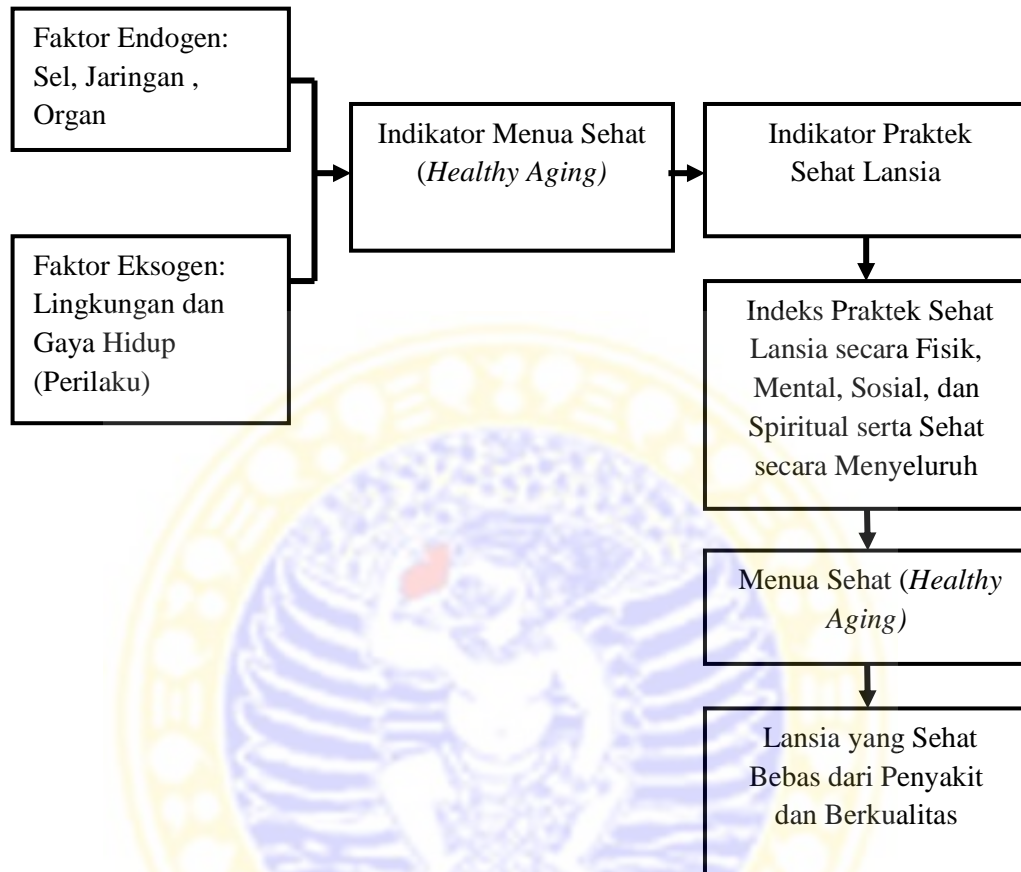 Faktor Endogen:
Sel, Jaringan ,
Organ
Faktor Eksogen:
Lingkungan dan
Gaya Hidup
(Perilaku)
Indikator Menua Sehat
(Healthy Aging)
Indikator Praktek
Sehat Lansia
Indeks Praktek Sehat
Lansia secara Fisik,
Mental, Sosial, dan
Spiritual serta Sehat
secara Menyeluruh
Menua Sehat (Healthy
Aging)
Lansia yang Sehat
Bebas dari Penyakit
dan Berkualitas